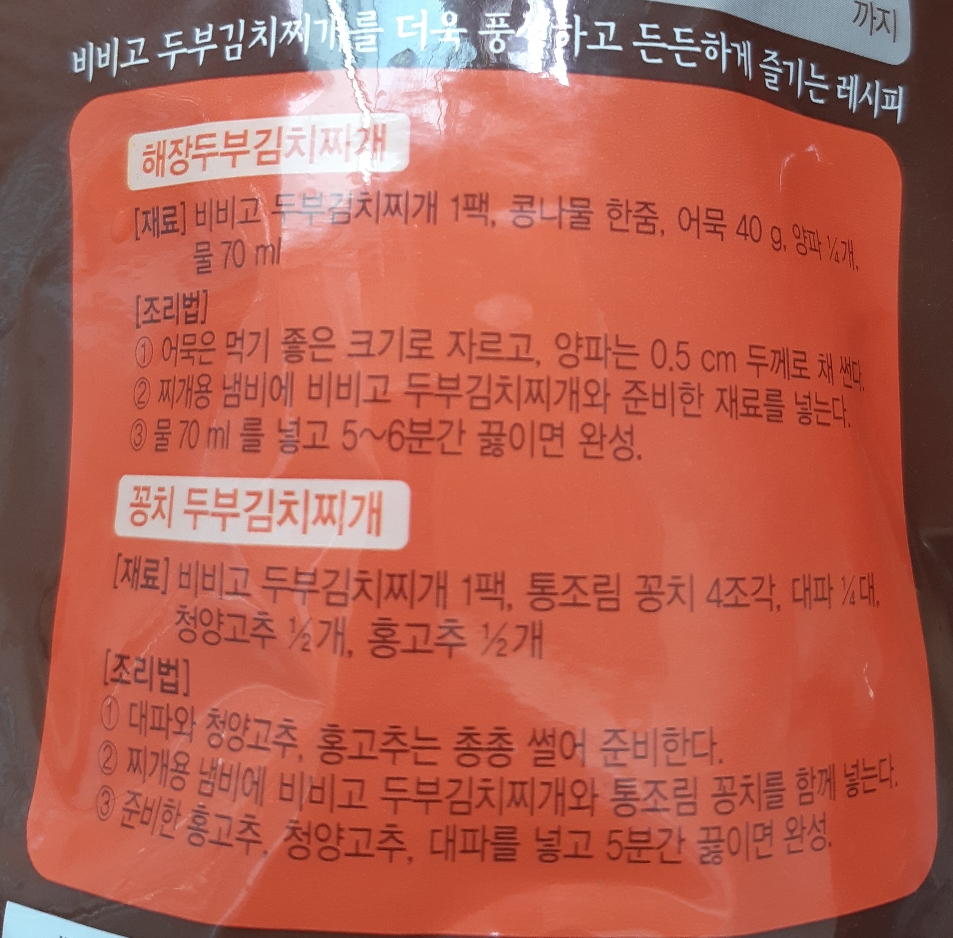 까지
비비고 두부김치찌개를 더욱 풍성하고 든든하게 즐기는 레시피
해장두부김치찌개
[재료] 비비고 두부김치찌개 1팩, 콩나물 한줌, 어묵 40 g, 양파 ¼개,
물 70 ml
[조리법]
① 어묵은 먹기 좋은 크기로 자르고, 양파는 0.5 cm 두께로 채 썬다.
② 찌개용 냄비에 비비고 두부김치찌개와 준비한 재료를 넣는다.
③ 물 70 ml 를 넣고 5~6분간 끓이면 완성.
꽁치 두부김치찌개
[재료] 비비고 두부김치찌개 1팩, 통조림 꽁치 4조각, 대파 ¼대,
청양고추 ½개, 홍고추 ½개
[조리법]
① 대파와 청양고추, 홍고추는 총총 썰어 준비한다.
② 찌개용 냄비에 비비고 두부김치찌개와 통조림 꽁치를 함께 넣는다.
③ 준비한 홍고추, 청양고추, 대파를 넣고 5분간 끓이면 완성.